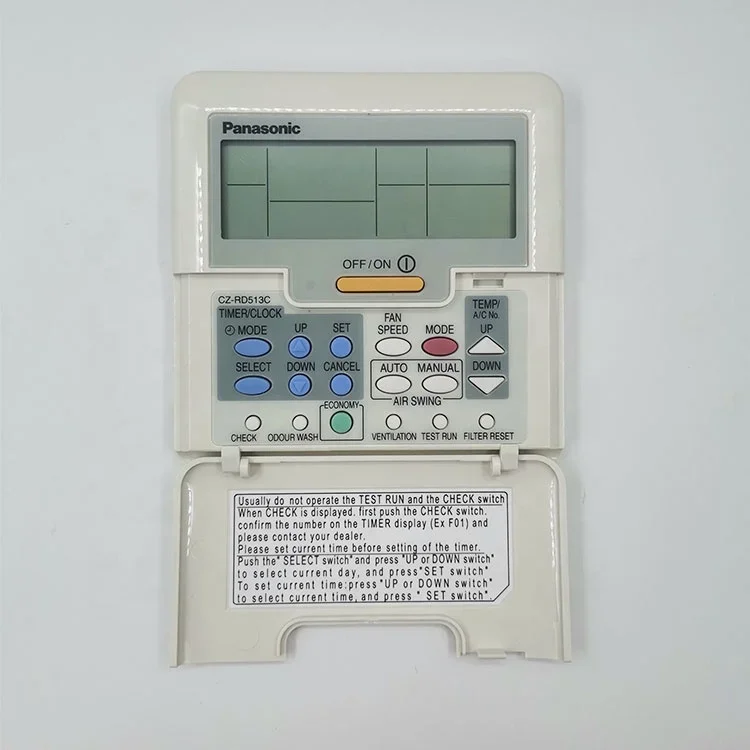 Panasonic
OFF/ON
CZ-RD513C
TIMER/CLOCK
MODE UP SET
SELECT DOWN CANCEL
FAN
SPEED MODE
AUTO MANUAL
AIR SWING
TEMP/
A/C No.
UP
DOWN
ECONOMY
CHECK ODOUR WASH VENTILATION TEST RUN FILTER RESET
Usually do not operate the TEST RUN and the CHECK switch
When CHECK is displayed. first push the CHECK switch.
confirm the number on the TIMER display (Ex F01) and
please contact your dealer.
Please set current time before setting of the timer.
Push the" SELECT switch" and press "UP or DOWN switch"
to select current day, and press"SET switch"
To set current time:press "UP or DOWN switch"
to select current time, and press " SET switch".